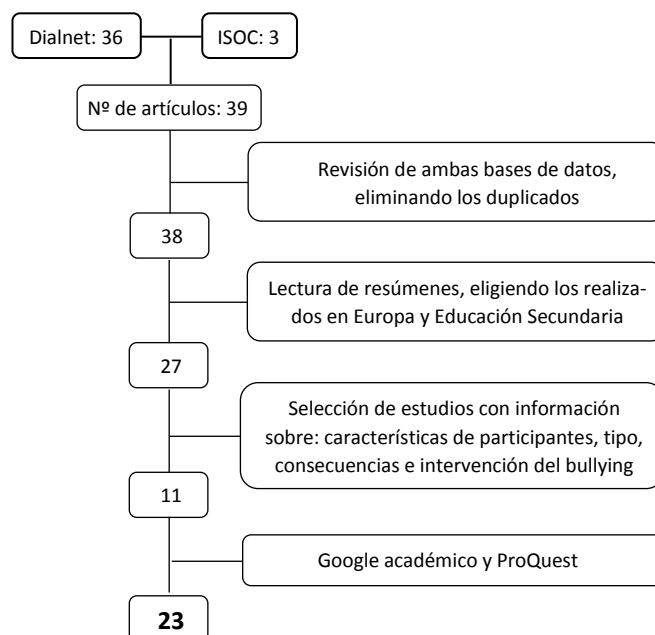 Dialnet: 36
ISOC: 3
Nº de artículos: 39
Revisión de ambas bases de datos,
eliminando los duplicados
38
Lectura de resúmenes, eligiendo los realiza-
dos en Europa y Educación Secundaria
27
Selección de estudios con información
sobre: características de participantes, tipo,
consecuencias e intervención del bullying
11
Google académico y ProQuest
23